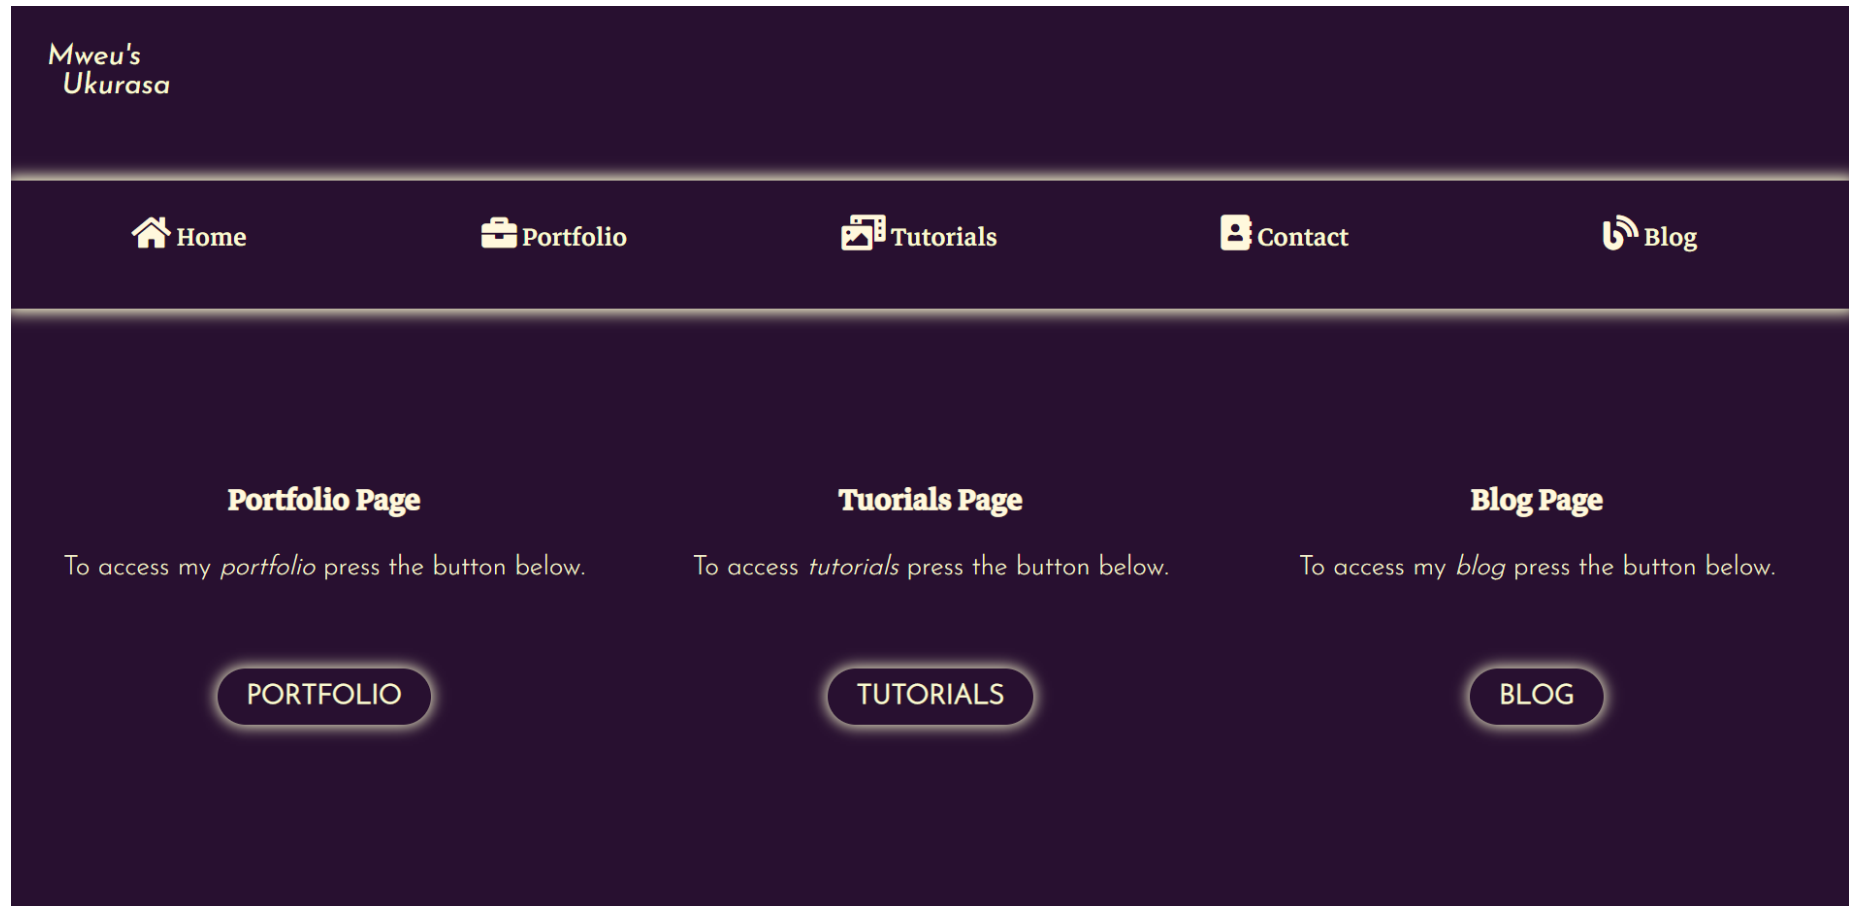 Mweu's
Ukurasa
Home Portfolio Tutorials Contact Blog
Portfolio Page
To access my portfolio press the button below.
PORTFOLIO
Tuorials Page
To access tutorials press the button below.
TUTORIALS
Blog Page
To access my blog press the button below.
BLOG